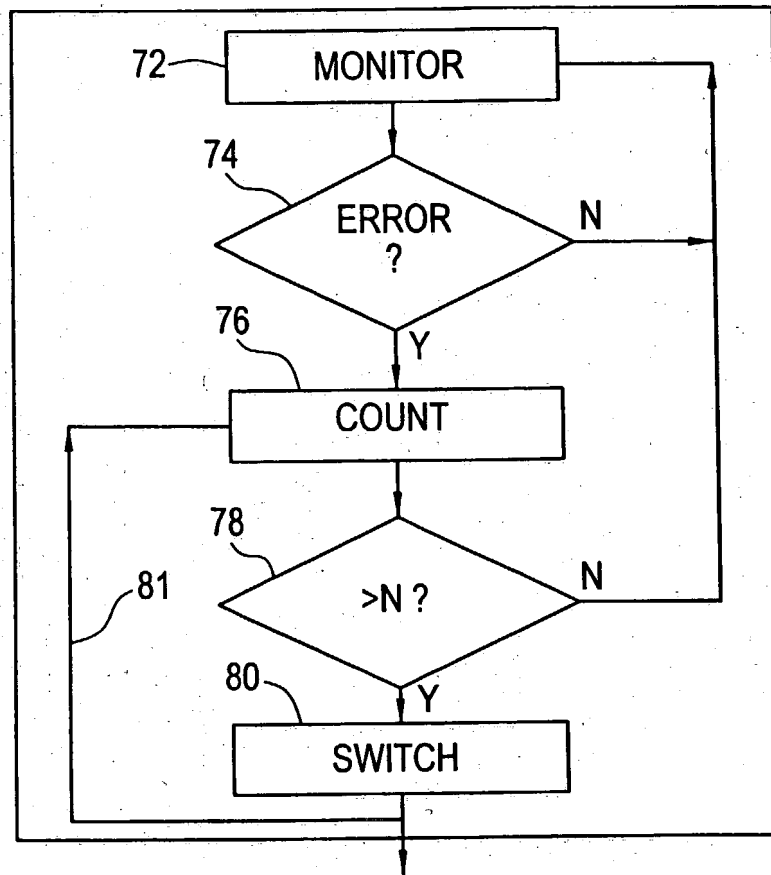 72
MONITOR
74
ERROR
?
N
Y
76
COUNT
78
>N ?
N
81
Y
80
SWITCH